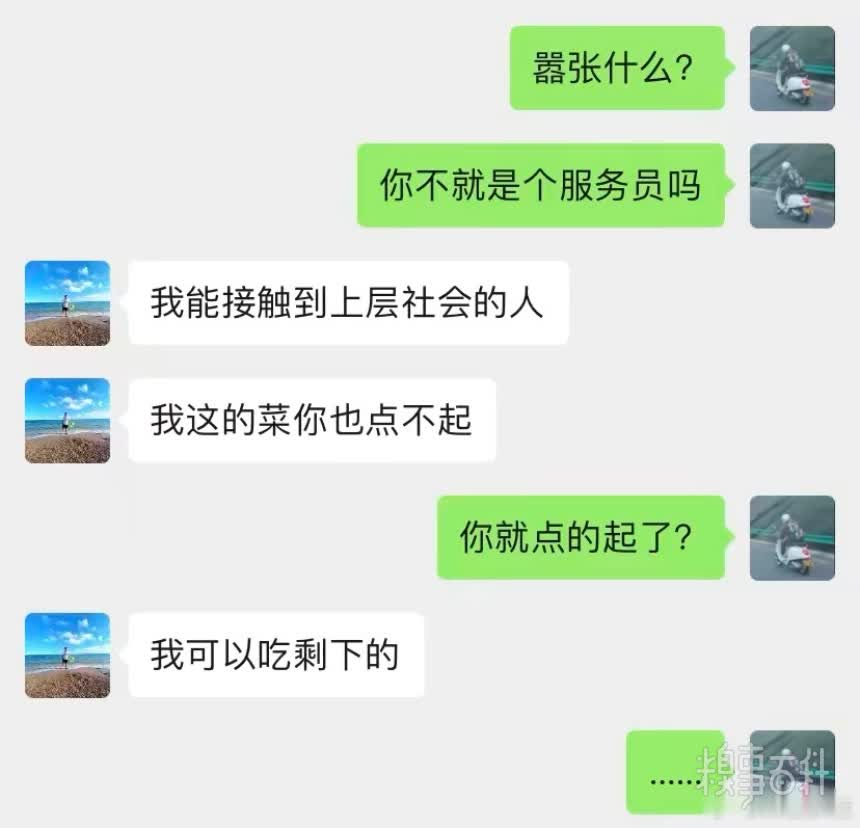 嚣张什么?
你不就是个服务员吗
我能接触到上层社会的人
我这的菜你也点不起
你就点的起了?
我可以吃剩下的
......
糗事百科